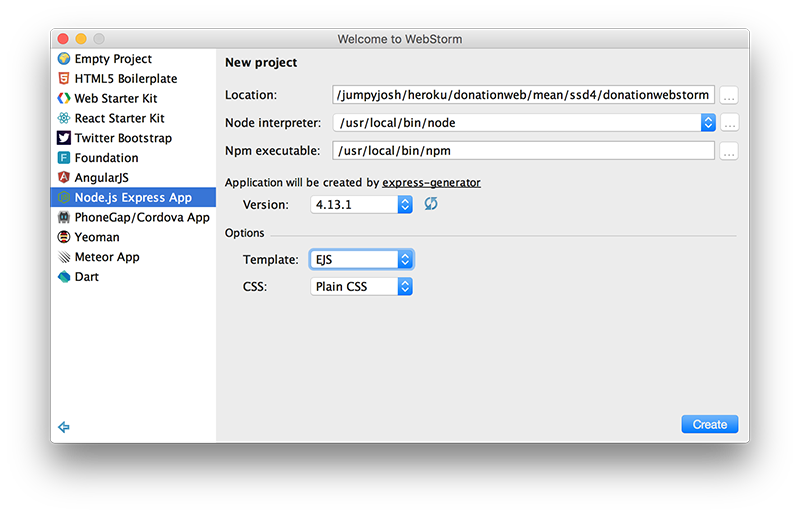 Welcome to WebStorm
Empty Project
HTML5 Boilerplate
Web Starter Kit
React Starter Kit
Twitter Bootstrap
Foundation
AngularJS
Node.js Express App
PhoneGap/Cordova App
Yeoman
Meteor App
Dart
New project
Location: /jumpyjosh/heroku/donationweb/mean/ssd4/donationwebstorm ...
Node interpreter: /usr/local/bin/node ...
Npm executable: /usr/local/bin/npm ...
Application will be created by express-generator
Version: 4.13.1
Options
Template: EJS
CSS: Plain CSS
Create